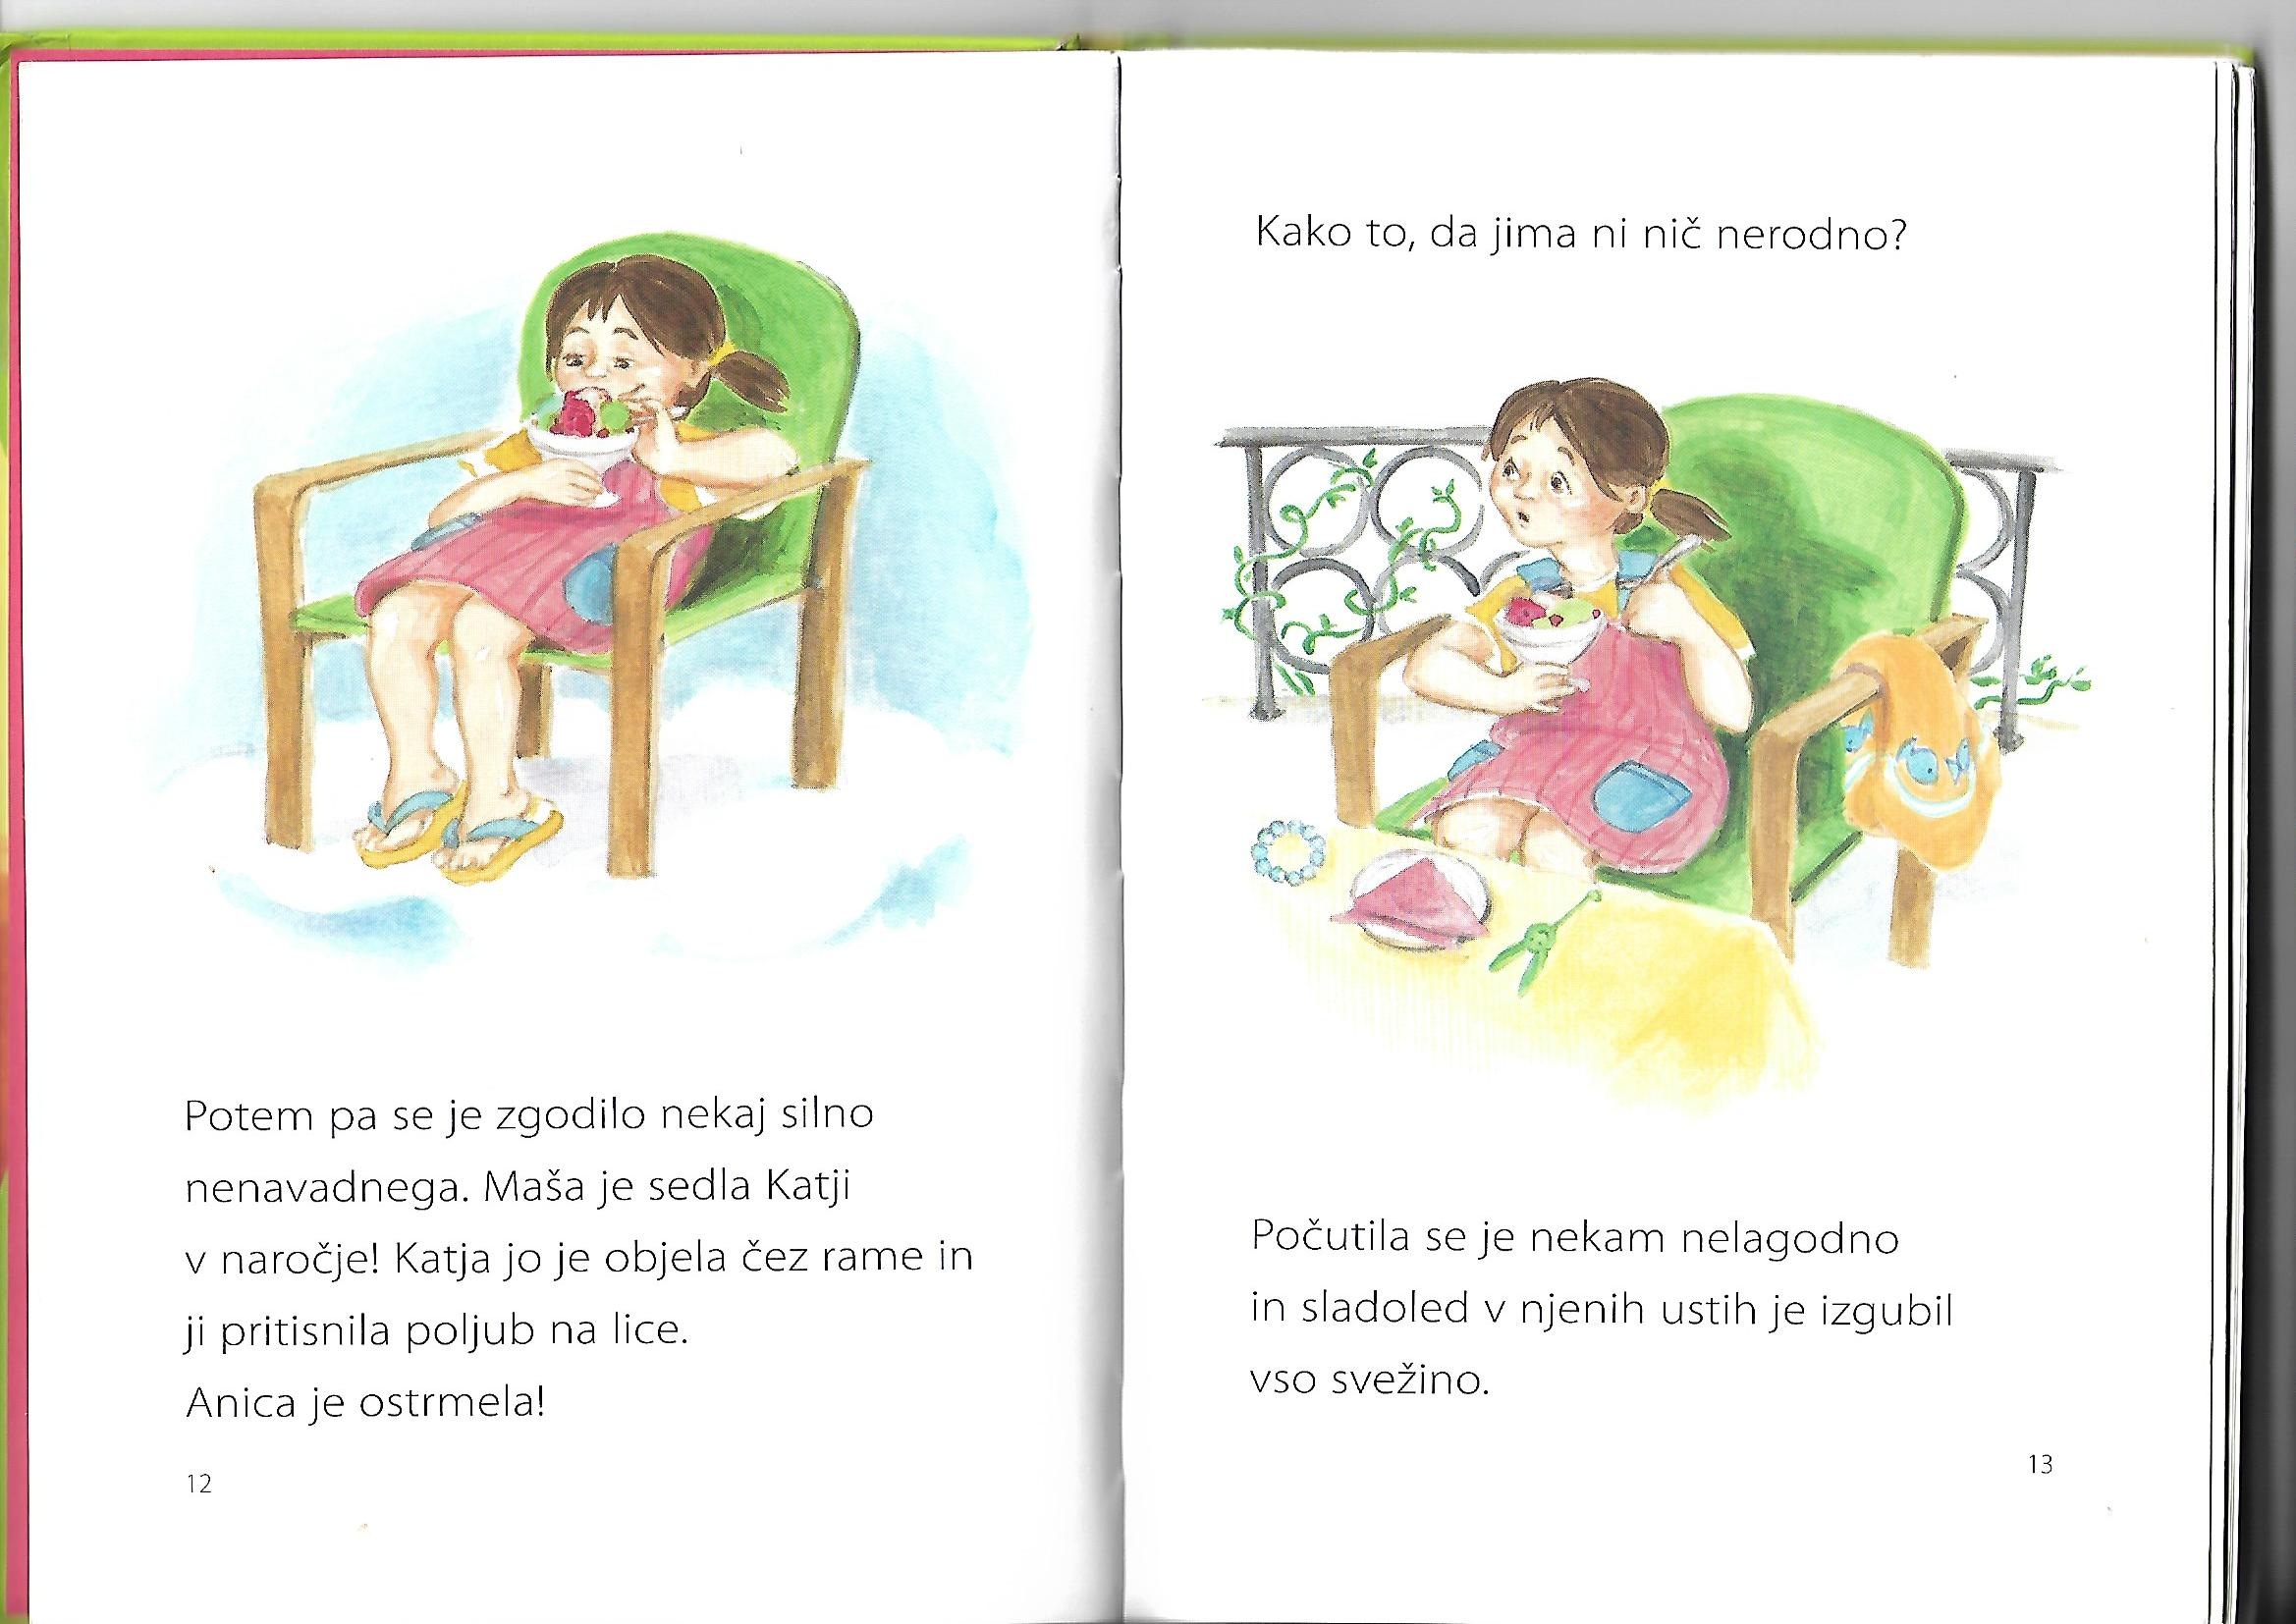 Potem pa se je zgodilo nekaj silno
nenavadnega. Maša je sedla Katji
v naročje! Katja jo je objela čez rame in
ji pritisnila poljub na lice.
Anica je ostrmela!
12
Kako to, da jima ni nič nerodno?
Počutila se je nekam nelagodno
in sladoled v njenih ustih je izgubil
vso svežino.
13